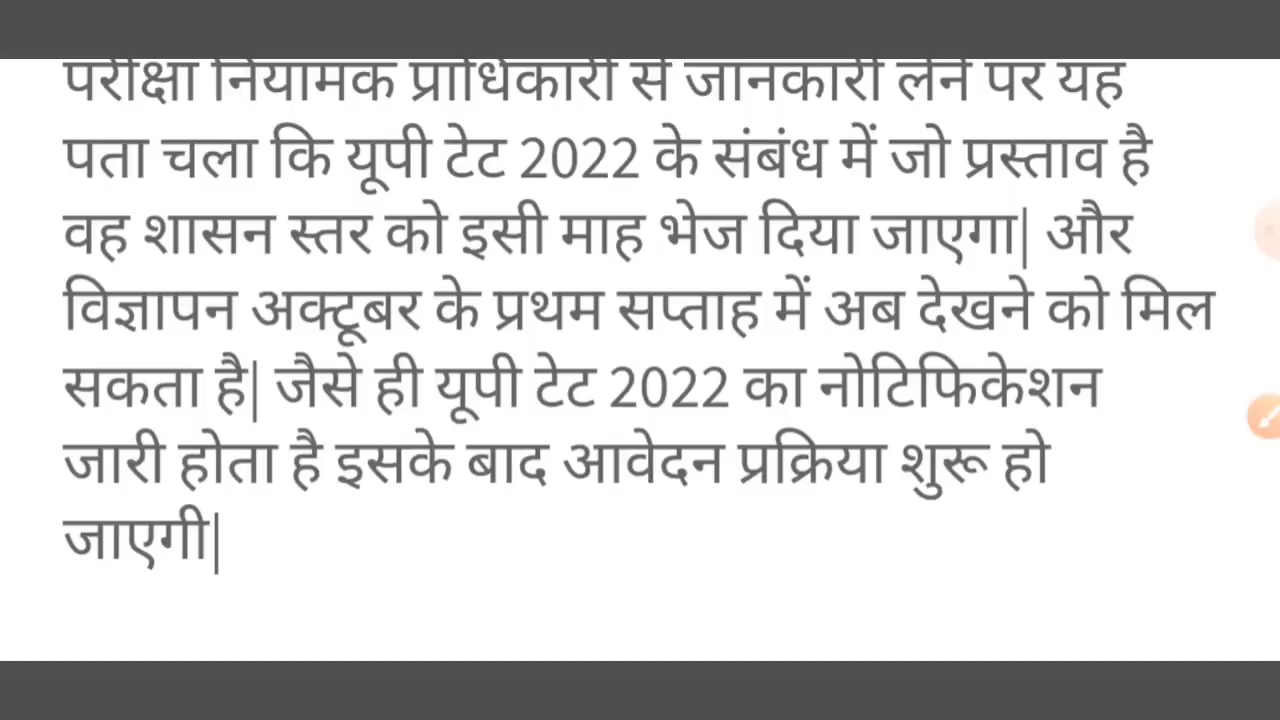 परीक्षा नियामक प्राधिकारी से जानकारी लेने पर यह
पता चला कि यूपी टेट 2022 के संबंध में जो प्रस्ताव है
वह शासन स्तर को इसी माह भेज दिया जाएगा| और
विज्ञापन अक्टूबर के प्रथम सप्ताह में अब देखने को मिल
सकता है| जैसे ही यूपी टेट 2022 का नोटिफिकेशन
जारी होता है इसके बाद आवेदन प्रक्रिया शुरू हो
जाएगी|